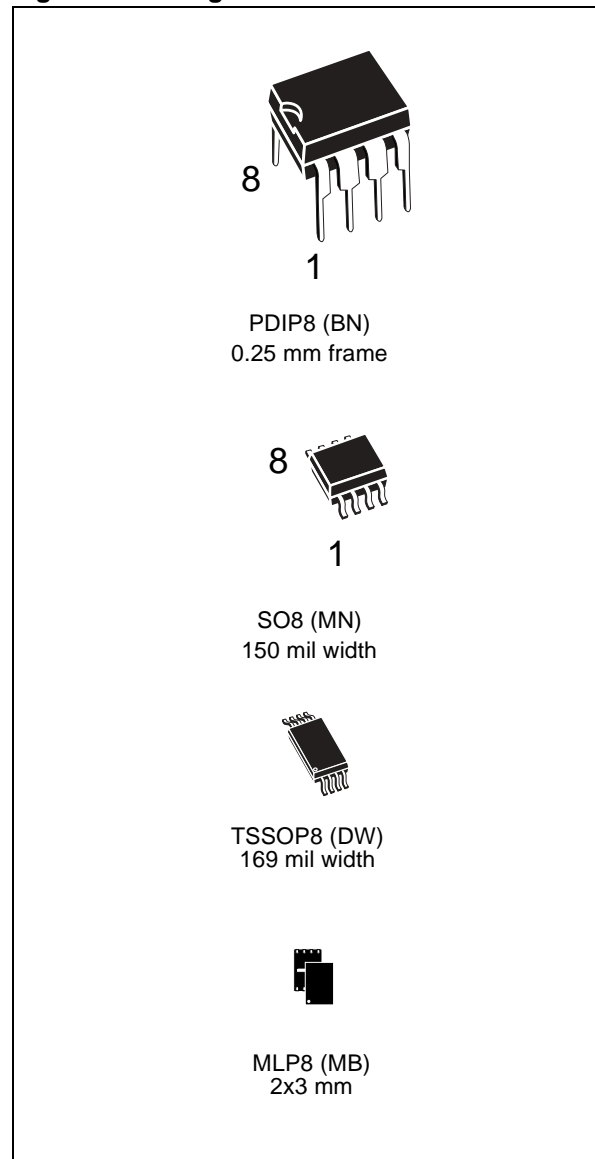 8
1
PDIP8 (BN)
0.25 mm frame
8
1
SO8 (MN)
150 mil width
TSSOP8 (DW)
169 mil width
MLP8 (MB)
2x3 mm